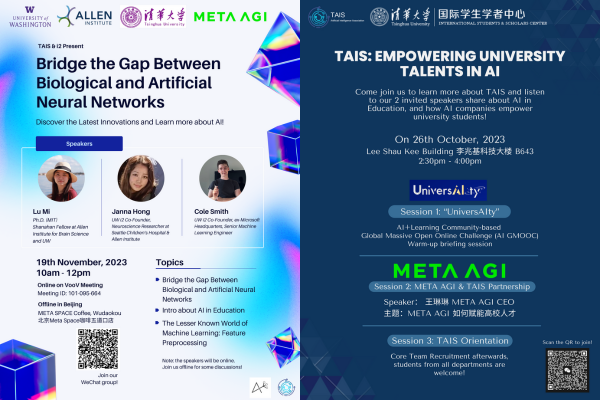 UNIVERSITY of
WASHINGTON
I2
ALLEN
INSTITUTE
清華大学
Tsinghua University
META AGI
TAIS & I2 Present
Bridge the Gap Between
Biological and Artificial
Neural Networks
Discover the Latest Innovations and Learn more about AI!
Speakers
Lu Mi
Ph.D. (MIT)
Shanahan Fellow at Allen
Institute for Brain Science
and UW
Janna Hong
UW I2 Co-Founder,
Neuroscience Researcher at
Seattle Children's Hospital &
Allen Institute
Cole Smith
UW I2 Co-Founder, ex-Microsoft
Headquarters, Senior Machine
Learning Engineer
19th November, 2023
10am - 12pm
Online on VooV Meeting
Meeting ID: 101-095-664
Offline in Beijing
META SPACE Coffee, Wudaokou
北京Meta Space咖啡五道口店
Join our
WeChat group!
Topics
Bridge the Gap Between
Biological and Artificial Neural
Networks
Intro about AI in Education
The Lesser Known World of
Machine Learning: Feature
Preprocessing
Note: the speakers will be online.
Join us offline for some discussions!
TAIS
清華大学
Tsinghua University
国际学生学者中心
INTERNATIONAL STUDENTS & SCHOLARS CENTER
TAIS: EMPOWERING UNIVERSITY
TALENTS IN AI
Come join us to learn more about TAIS and listen
to our 2 invited speakers share about AI in
Education, and how AI companies empower
university students!
On 26th October, 2023
Lee Shau Kee Building 李兆基科技大楼 B643
2:30pm - 4:00pm
UniversAIty
Session 1: "UniversAIty"
AI+Learning Community-based
Global Massive Open Online Challenge (AI GMOOC)
Warm-up briefing session
META AGI
Session 2: META AGI & TAIS Partnership
Speaker: 王琳琳 META AGI CEO
主题: META AGI 如何赋能高校人才
Session 3: TAIS Orientation
Core Team Recruitment afterwards,
students from all departments are
welcome!
Scan the QR to join!